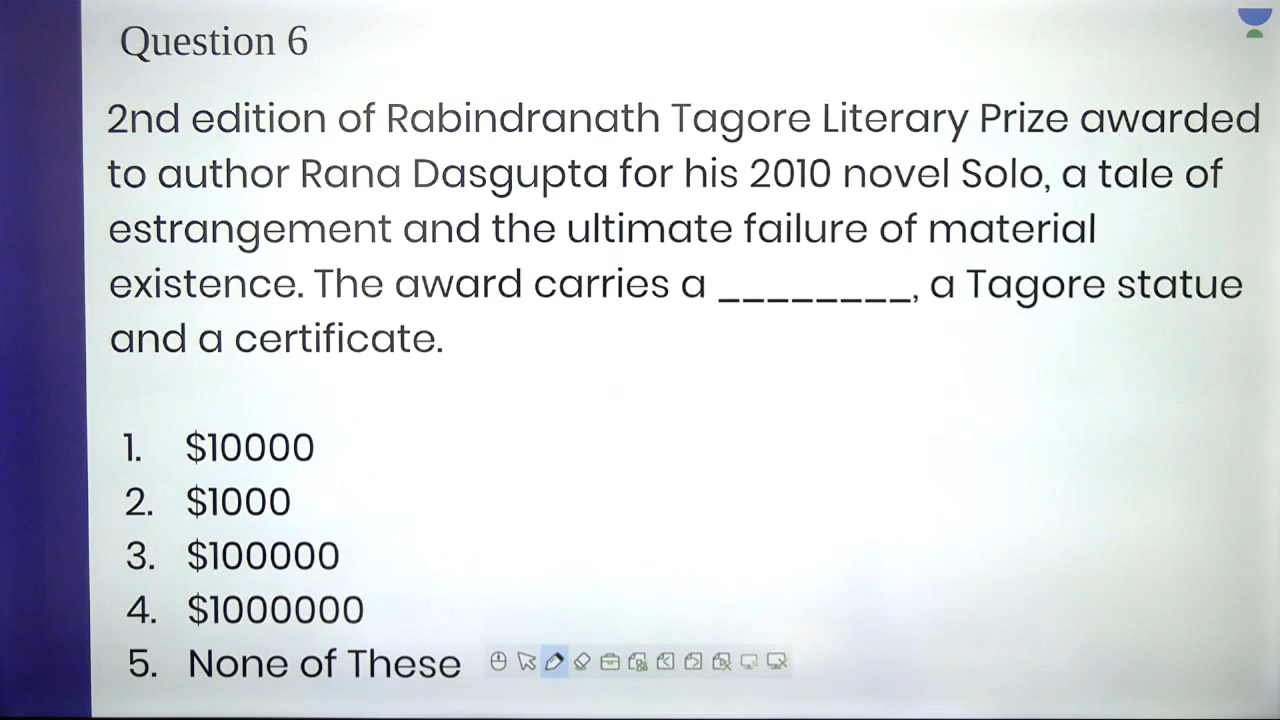 Question 6
2nd edition of Rabindranath Tagore Literary Prize awarded
to author Rana Dasgupta for his 2010 novel Solo, a tale of
estrangement and the ultimate failure of material
existence. The award carries a ________, a Tagore statue
and a certificate.
1. $10000
2. $1000
3. $100000
4. $1000000
5. None of These